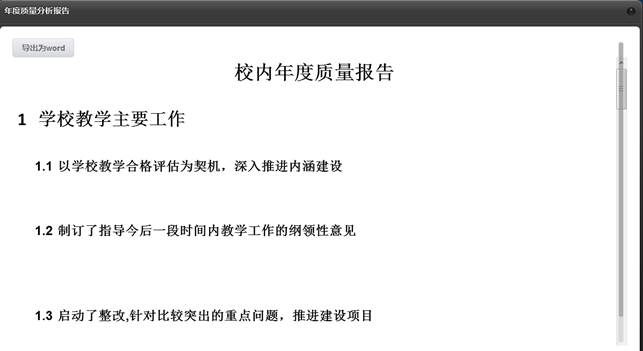 年度质量分析报告
导出为word
校内年度质量报告
1 学校教学主要工作
1.1 以学校教学合格评估为契机，深入推进内涵建设
1.2 制订了指导今后一段时间内教学工作的纲领性意见
1.3 启动了整改,针对比较突出的重点问题，推进建设项目